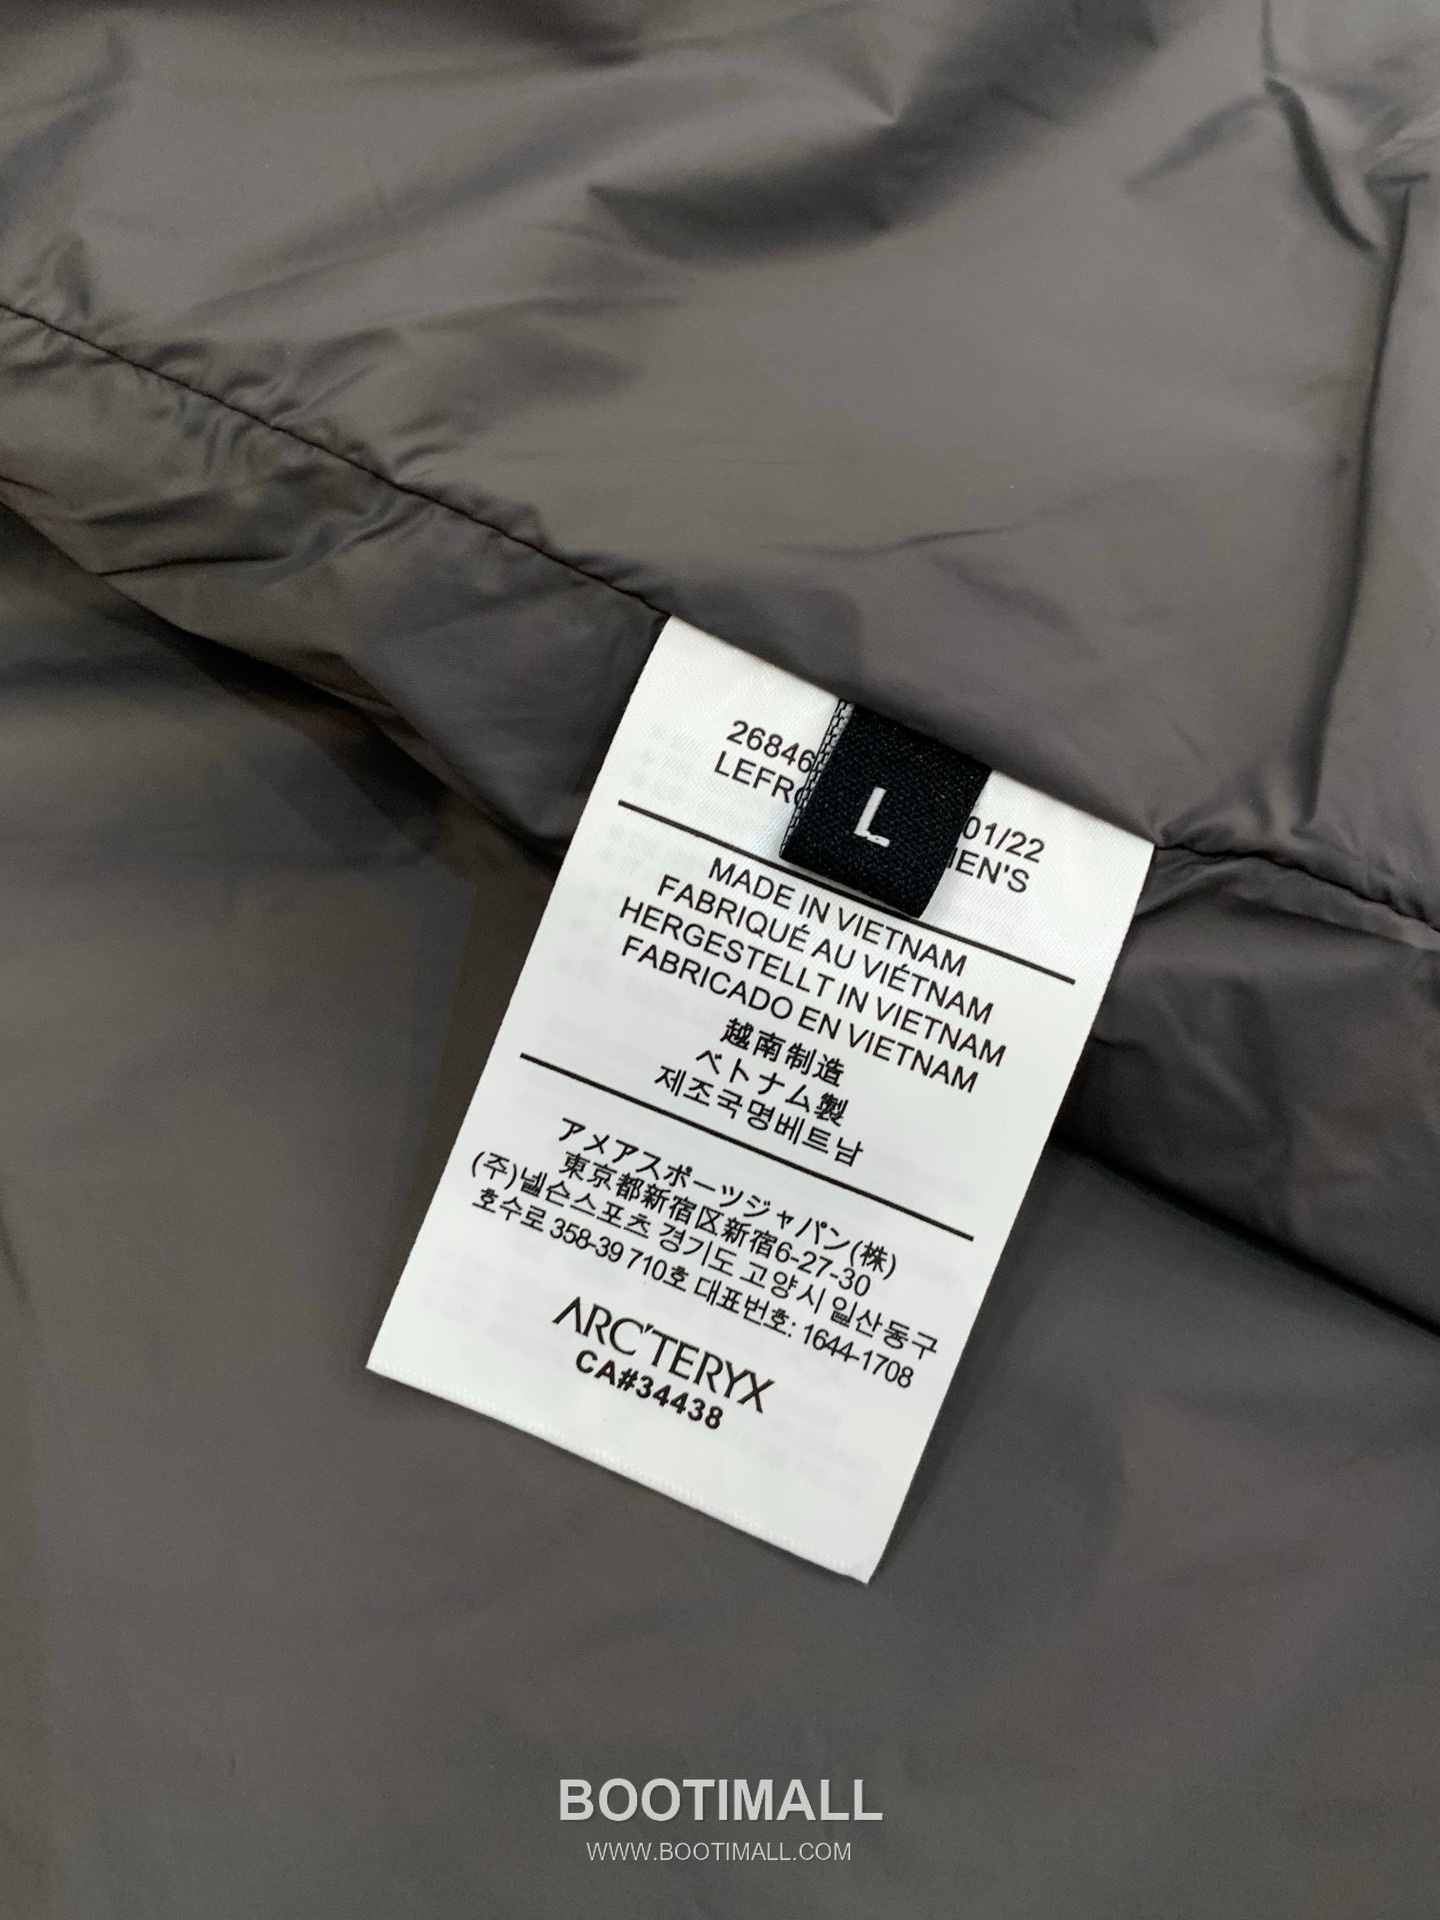 26846
LEFRO
L
01/22
MEN'S
MADE IN VIETNAM
FABRIQUÉ AU VIÉTNAM
HERGESTELLT IN VIETNAM
FABRICADO EN VIETNAM
越南制造
ベトナム製
제조국명베트남
アメアスポーツジャパン(株)
東京都新宿区新宿6-27-30
(주)넬슨스포츠 경기도 고양시 일산동구
호수로 358-39 710호 대표번호: 1644-1708
ARC'TERYX
CA#34438
BOOTIMALL
WWW.BOOTIMALL.COM